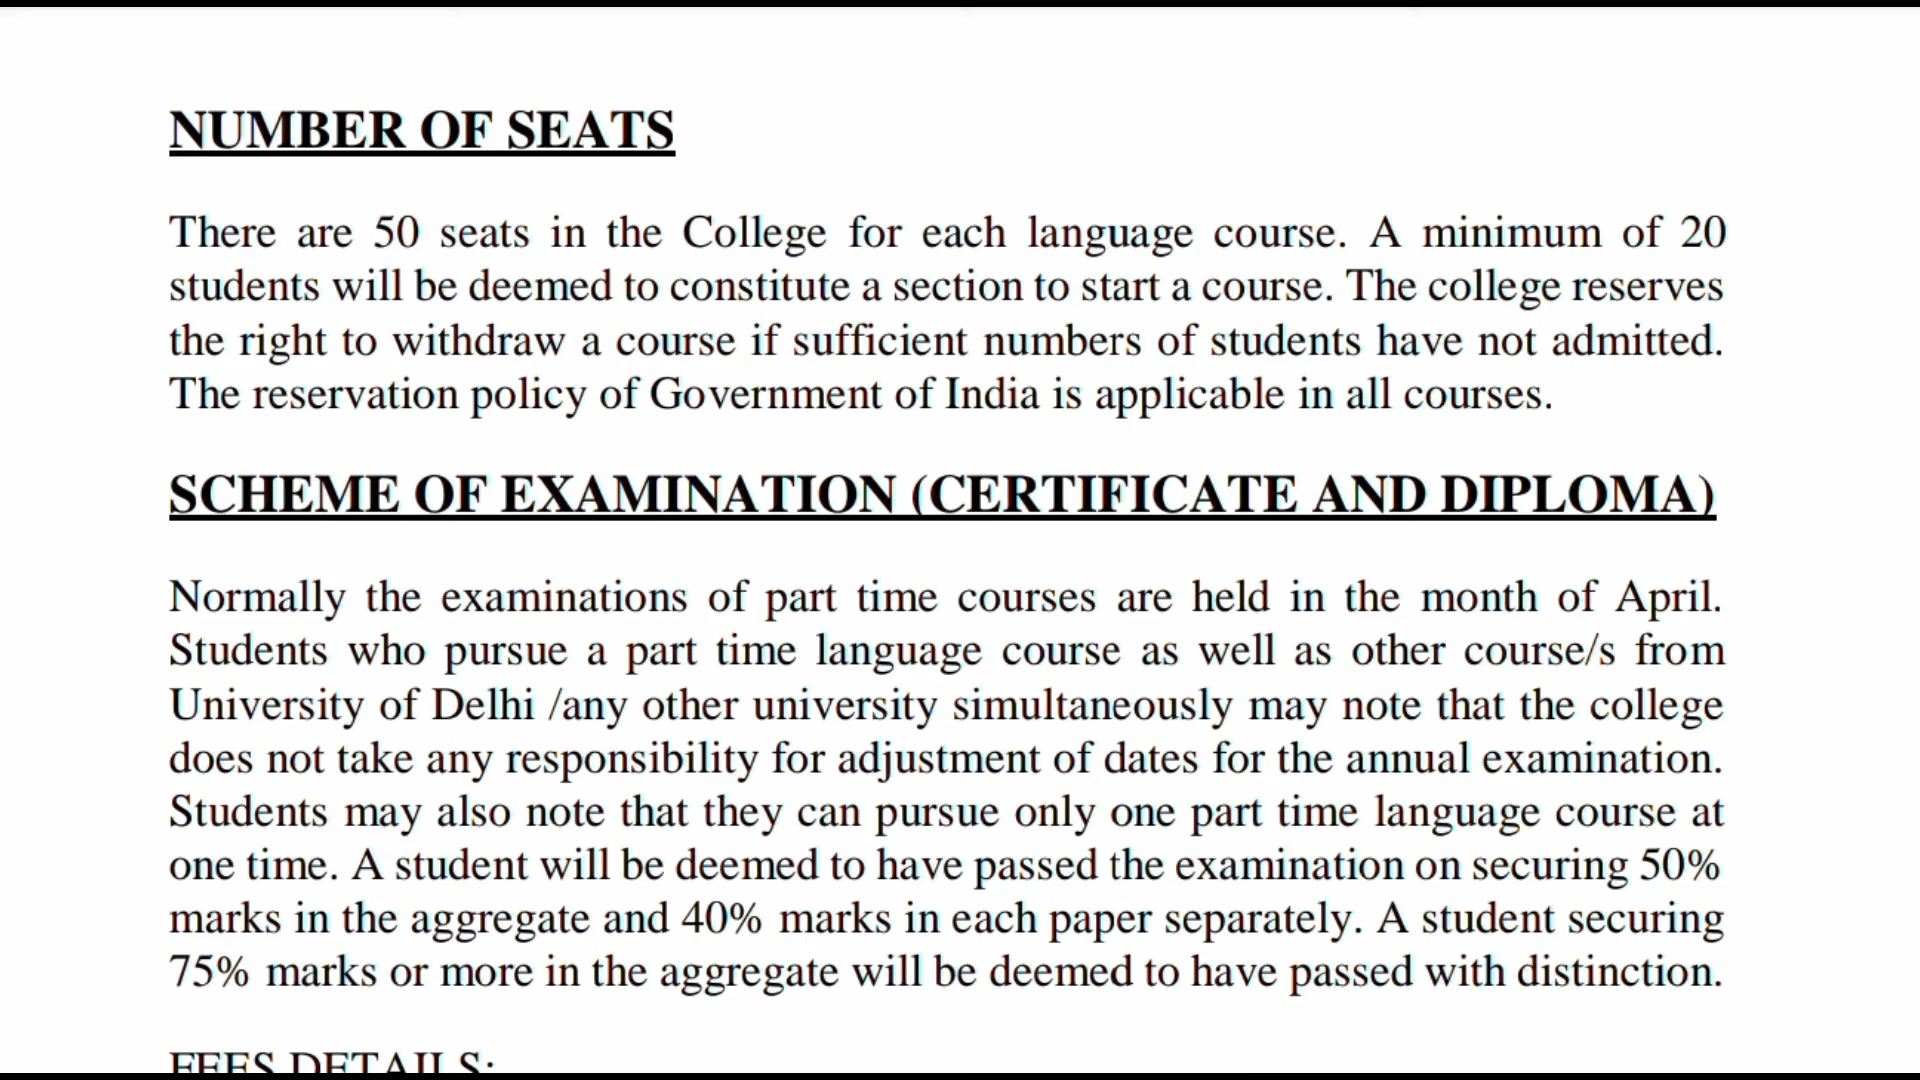 NUMBER OF SEATS
There are 50 seats in the College for each language course. A minimum of 20
students will be deemed to constitute a section to start a course. The college reserves
the right to withdraw a course if sufficient numbers of students have not admitted.
The reservation policy of Government of India is applicable in all courses.
SCHEME OF EXAMINATION (CERTIFICATE AND DIPLOMA)
Normally the examinations of part time courses are held in the month of April.
Students who pursue a part time language course as well as other course/s from
University of Delhi /any other university simultaneously may note that the college
does not take any responsibility for adjustment of dates for the annual examination.
Students may also note that they can pursue only one part time language course at
one time. A student will be deemed to have passed the examination on securing 50%
marks in the aggregate and 40% marks in each paper separately. A student securing
75% marks or more in the aggregate will be deemed to have passed with distinction.
FEES DETAILS: